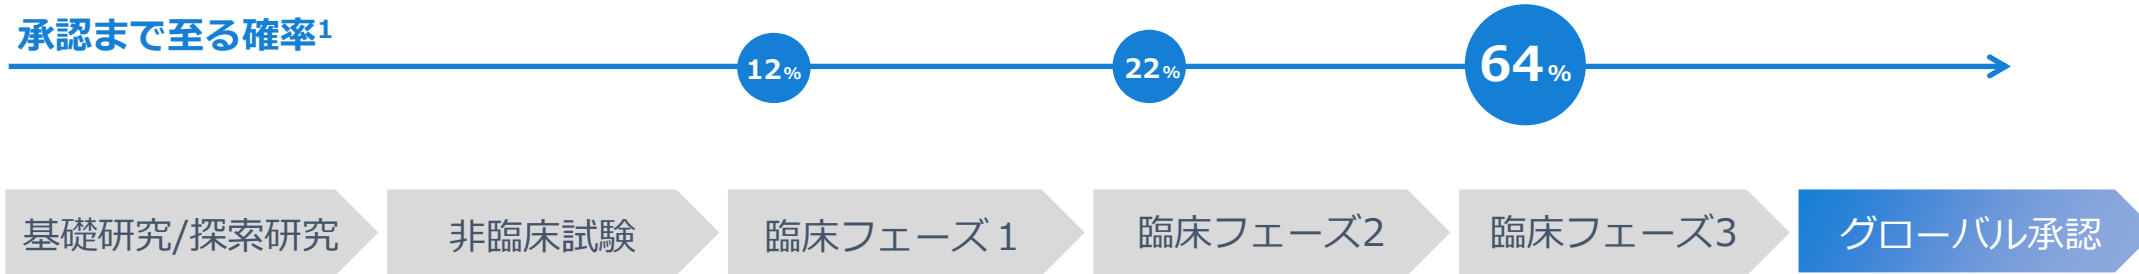 承認まで至る確率1
12%
22%
64%
基礎研究/探索研究
非臨床試験
臨床フェーズ１
臨床フェーズ2
臨床フェーズ3
グローバル承認